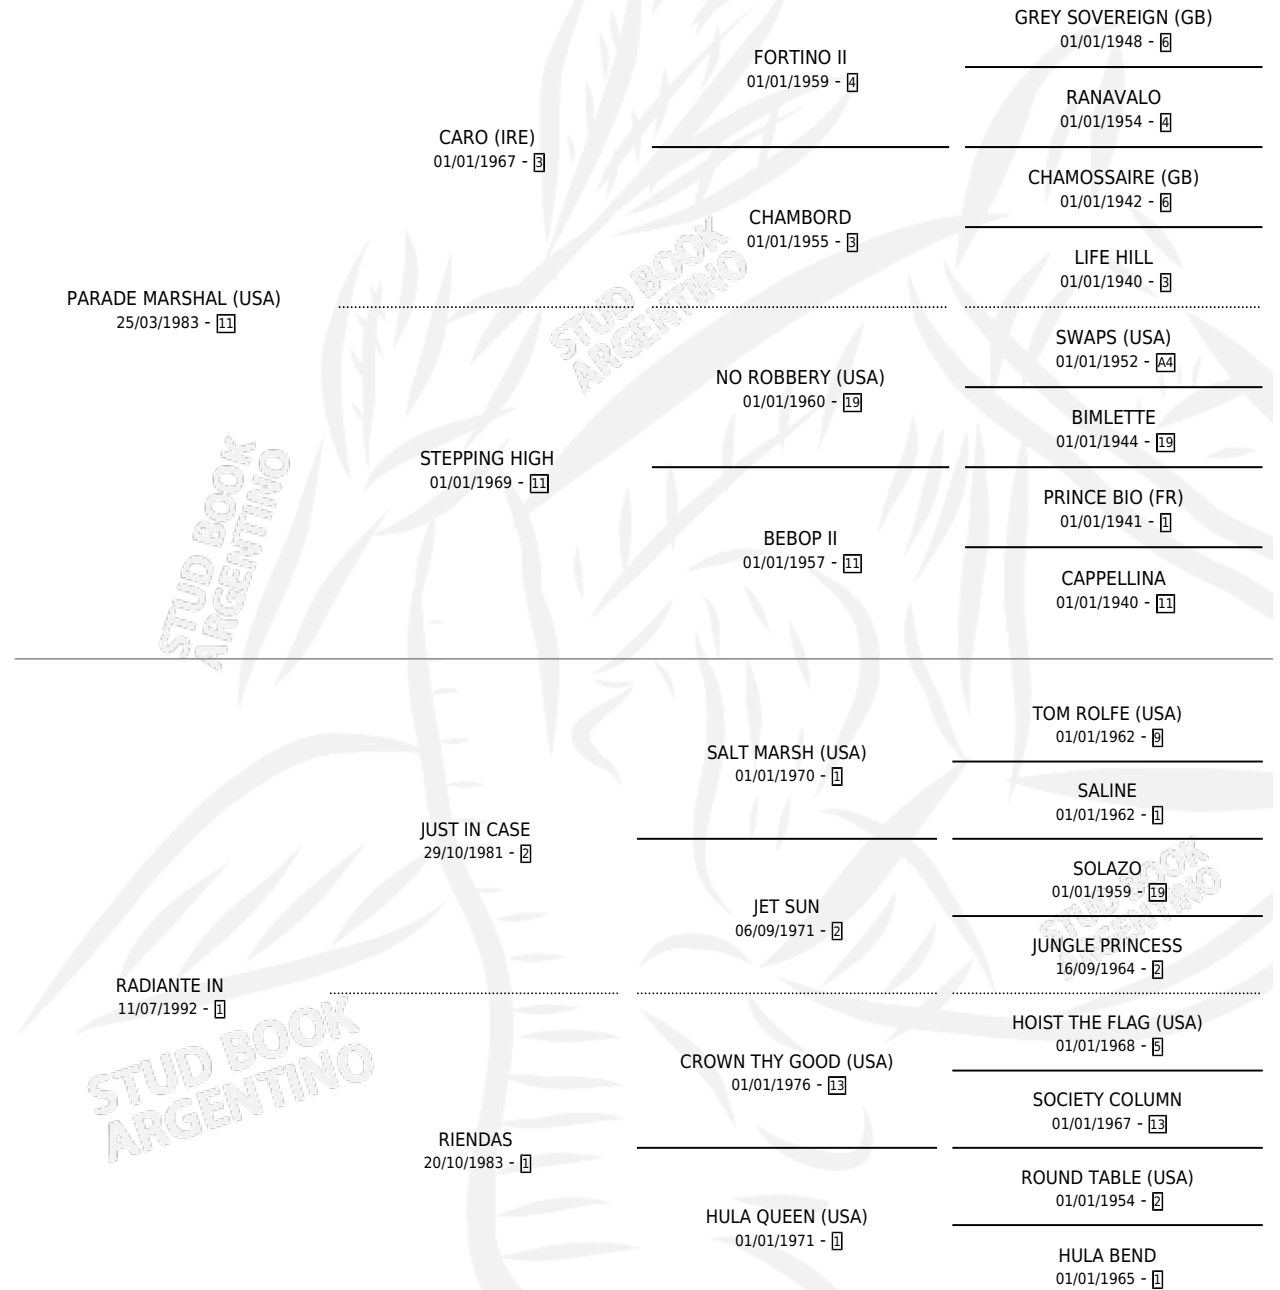 GREY SOVEREIGN (GB)
01/01/1948 - 6
FORTINO II
01/01/1959 - 4
RANAVALO
01/01/1954 - 4
CARO (IRE)
01/01/1967 - 3
CHAMOSSAIRE (GB)
01/01/1942 - 6
CHAMBORD
01/01/1955 - 3
LIFE HILL
01/01/1940 - 3
PARADE MARSHAL (USA)
25/03/1983 - 11
STUD BOOK
ARGENTINO
SWAPS (USA)
01/01/1952 - A4
NO ROBBERY (USA)
01/01/1960 - 19
BIMLETTE
01/01/1944 - 19
STEPPING HIGH
01/01/1969 - 11
PRINCE BIO (FR)
01/01/1941 - 1
BEBOP II
01/01/1957 - 11
CAPPELLINA
01/01/1940 - 11
STUD BOOK
ARGENTINO
TOM ROLFE (USA)
01/01/1962 - 9
SALT MARSH (USA)
01/01/1970 - 1
SALINE
01/01/1962 - 1
JUST IN CASE
29/10/1981 - 2
SOLAZO
01/01/1959 - 19
JET SUN
06/09/1971 - 2
STUD BOOK
ARGENTINO
JUNGLE PRINCESS
16/09/1964 - 2
RADIANTE IN
11/07/1992 - 1
HOIST THE FLAG (USA)
01/01/1968 - 5
CROWN THY GOOD (USA)
01/01/1976 - 13
SOCIETY COLUMN
01/01/1967 - 13
STUD BOOK
ARGENTINO
RIENDAS
20/10/1983 - 1
ROUND TABLE (USA)
01/01/1954 - 2
HULA QUEEN (USA)
01/01/1971 - 1
HULA BEND
01/01/1965 - 1